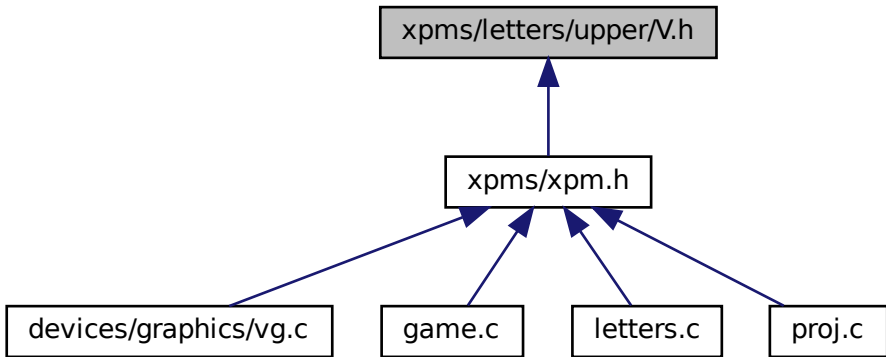 xpms/letters/upper/V.h
xpms/xpm.h
devices/graphics/vg.c
game.c
letters.c
proj.c